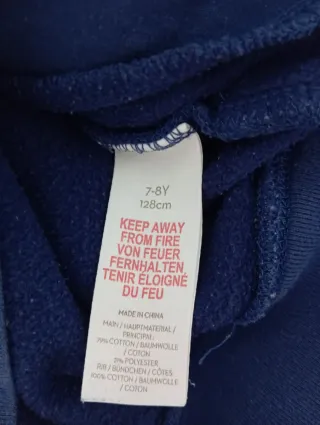 7-8Y
128cm
KEEP AWAY
FROM FIRE
VON FEUER
FERNHALTEN,
TENIR ÉLOIGNÉ
DU FEU
MADE IN CHINA
MAIN / HAUPTMATERIAL /
PRINCIPAL:
79% COTTON / BAUMWOLLE
/ COTON
21% POLYESTER
RIB / BÜNDCHEN / CÔTES
100% COTTON / BAUMWOLLE
/ COTON